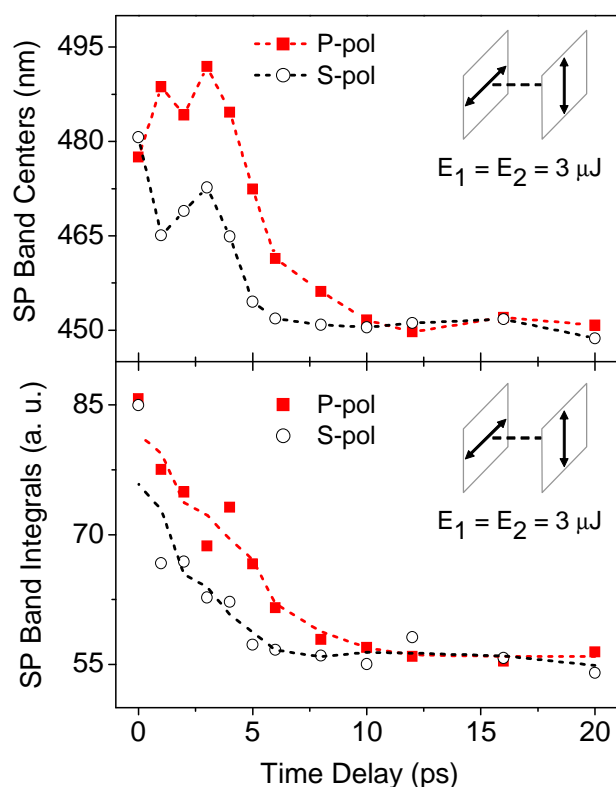 495
480
465
450
SP Band Centers (nm)
P-pol
S-pol
E₁ = E₂ = 3 μJ
85
70
55
SP Band Integrals (a. u.)
P-pol
S-pol
E₁ = E₂ = 3 μJ
0 5 10 15 20
Time Delay (ps)